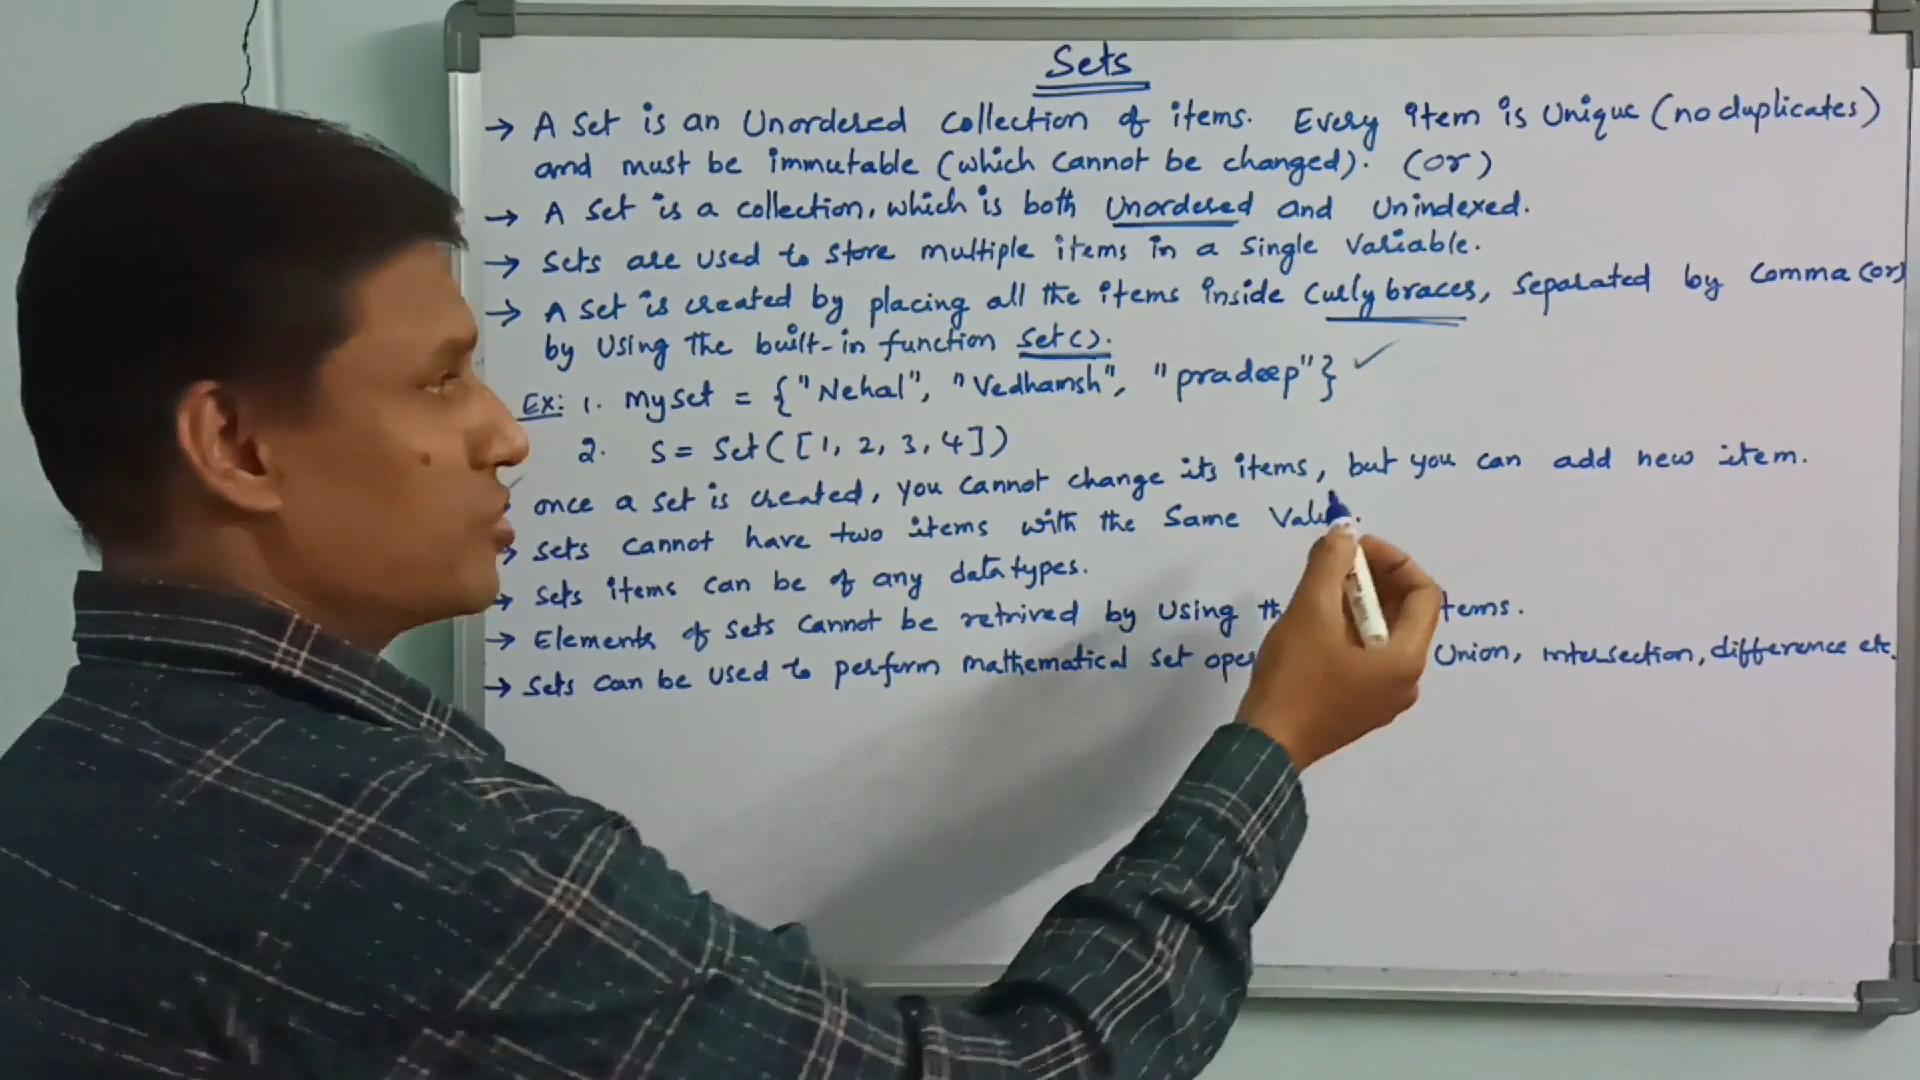 Sets
→ A Set is an Unordered Collection of items. Every item is Unique (no duplicates)
and must be immutable (which cannot be changed). (or)
→ A Set is a collection, which is both Unordered and Unindexed.
→ Sets are used to store multiple items in a Single Variable.
→ A Set is created by placing all the items inside Curly braces, Separated by Comma (or)
by Using the built-in function Set().
Ex: 1. Myset = {"Nehal", "Vedhamsh", "pradeep"} ✓
2. S = Set([1, 2, 3, 4])
once a set is created, you cannot change its items, but you can add new item.
→ Sets cannot have two items with the Same
→ Sets items can be of any data types.
→ Elements of sets cannot be retrived by Using
→ Sets can be used to perform mathematical set Union, intersection, difference etc.